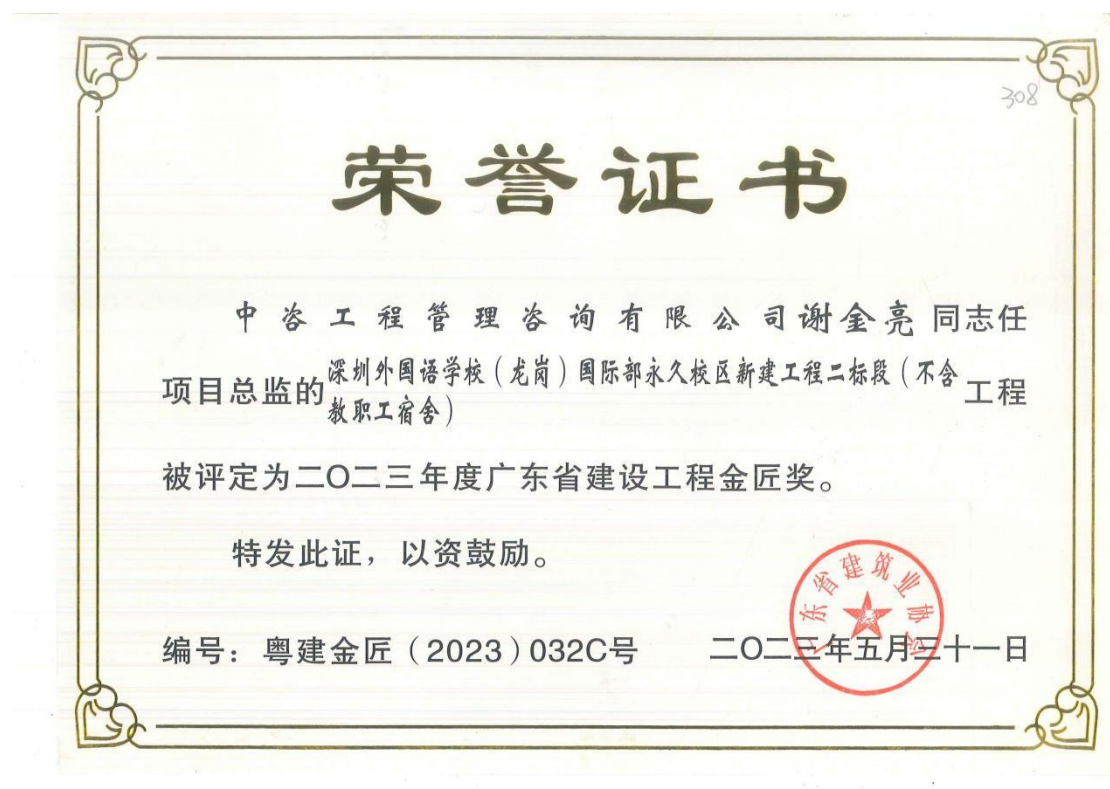 308
荣誉证书
中咨工程管理咨询有限公司谢金亮同志任
项目总监的深圳外国语学校（龙岗）国际部永久校区新建工程二标段（不含
教职工宿舍）工程
被评定为二〇二三年度广东省建设工程金匠奖。
特发此证，以资鼓励。
广东省建筑业协会
编号：粤建金匠（2023）032C号 二〇二三年五月三十一日